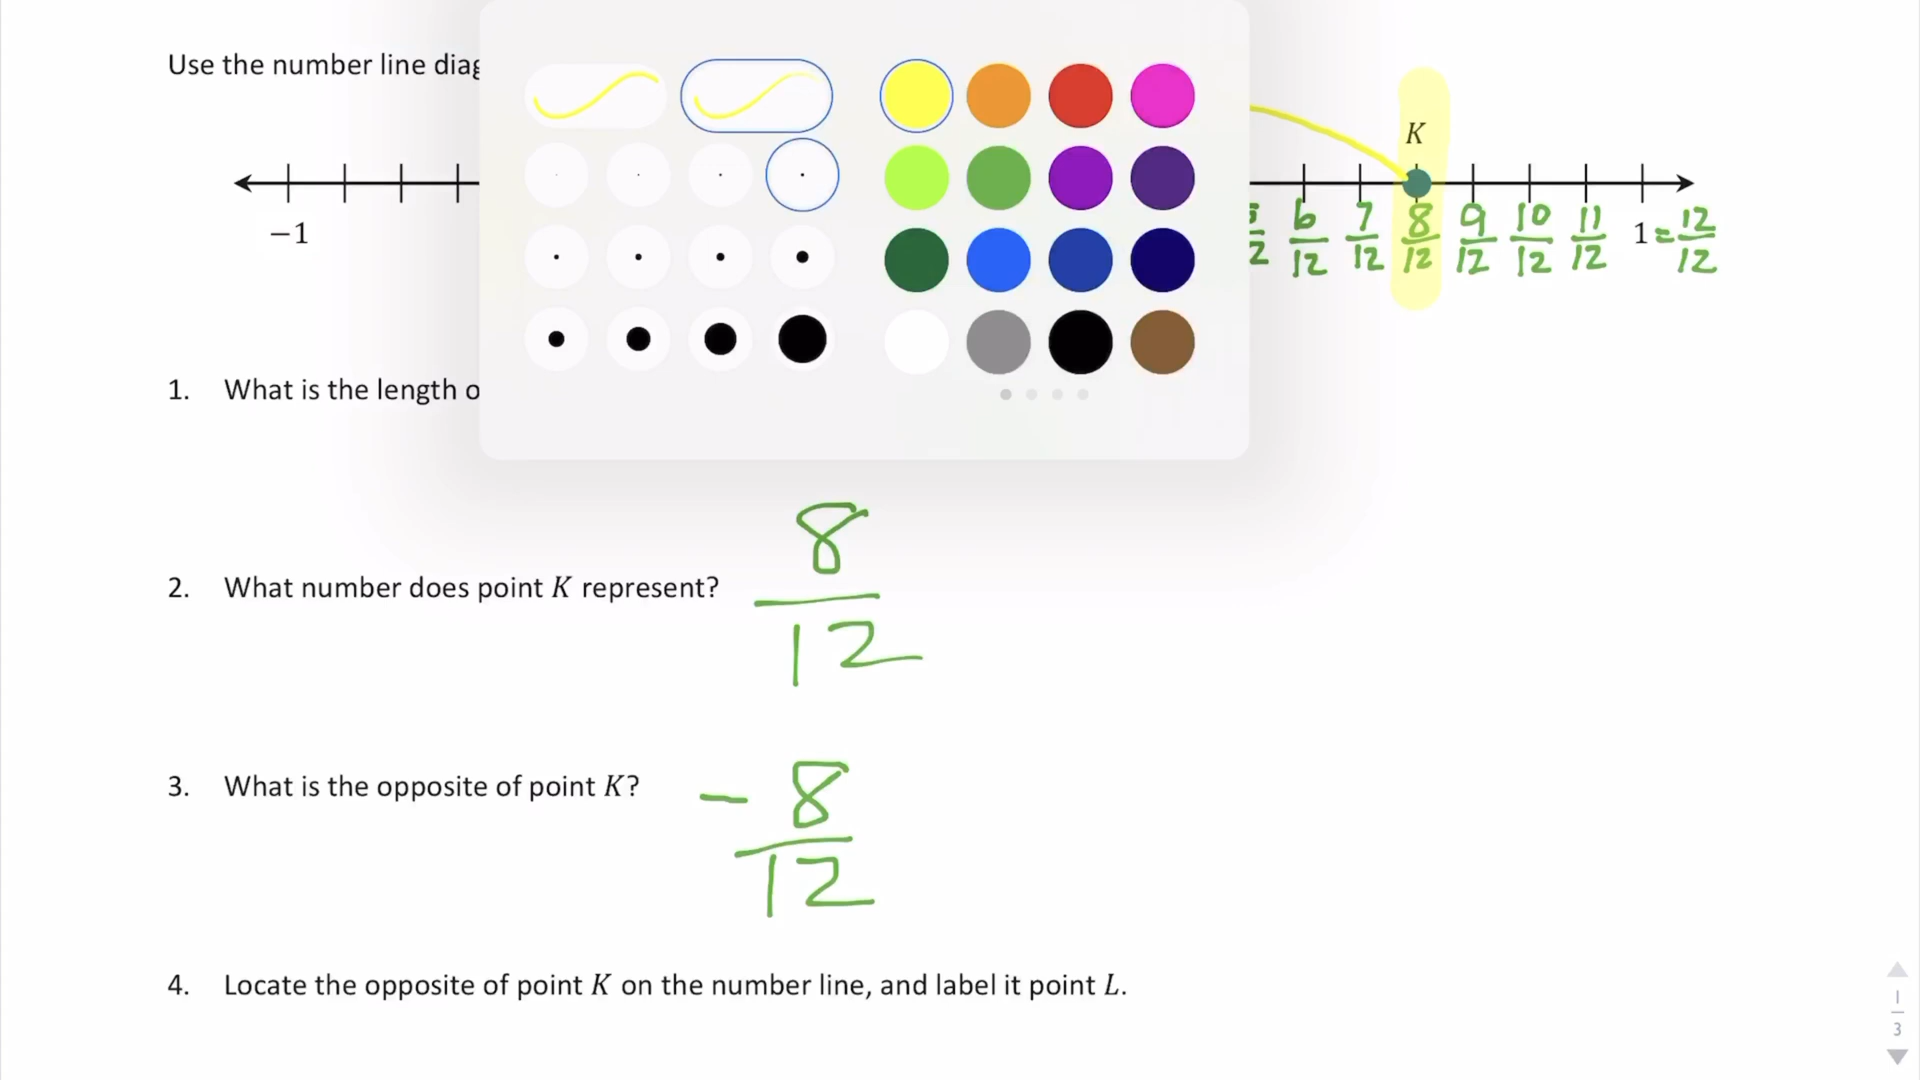 Use the number line diag
K
−1
6/12 7/12 8/12 9/12 10/12 11/12 1 = 12/12
1. What is the length o
2. What number does point K represent? 8/12
3. What is the opposite of point K? - 8/12
4. Locate the opposite of point K on the number line, and label it point L.
1
3